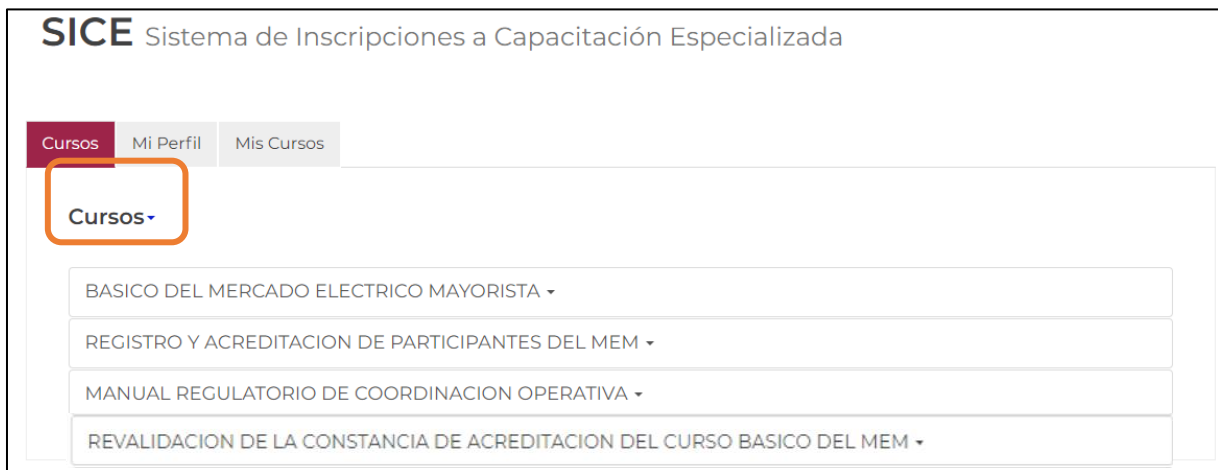 SICE Sistema de Inscripciones a Capacitación Especializada
Cursos Mi Perfil Mis Cursos
Cursos
BASICO DEL MERCADO ELECTRICO MAYORISTA
REGISTRO Y ACREDITACION DE PARTICIPANTES DEL MEM
MANUAL REGULATORIO DE COORDINACION OPERATIVA
REVALIDACION DE LA CONSTANCIA DE ACREDITACION DEL CURSO BASICO DEL MEM